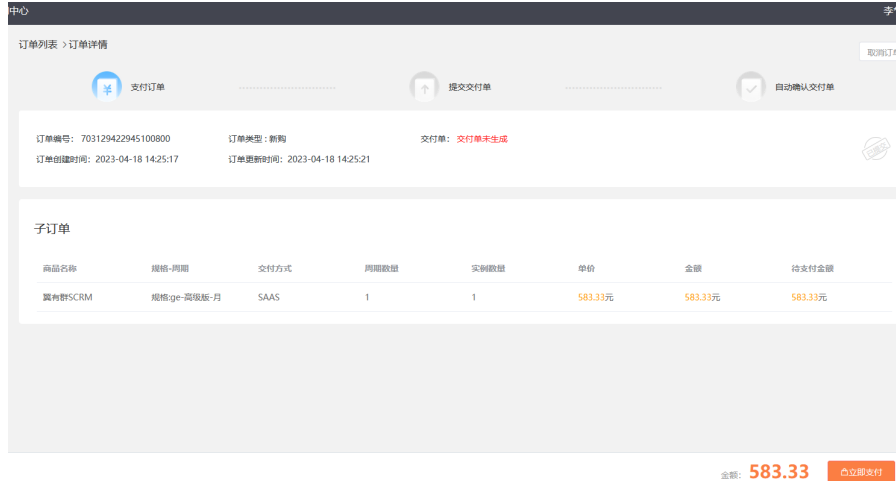 中心
李
订单列表 >订单详情
取消订单
支付订单
提交交付单
自动确认交付单
订单编号： 703129422945100800
订单类型 : 新购
交付单： 交付单未生成
订单创建时间：2023-04-18 14:25:17
订单更新时间：2023-04-18 14:25:21
已提交
子订单
商品名称 规格-周期 交付方式 周期数量 实例数量 单价 金额 待支付金额
翼有群SCRM 规格:ge-高级版-月 SAAS 1 1 583.33元 583.33元 583.33元
金额: 583.33 立即支付